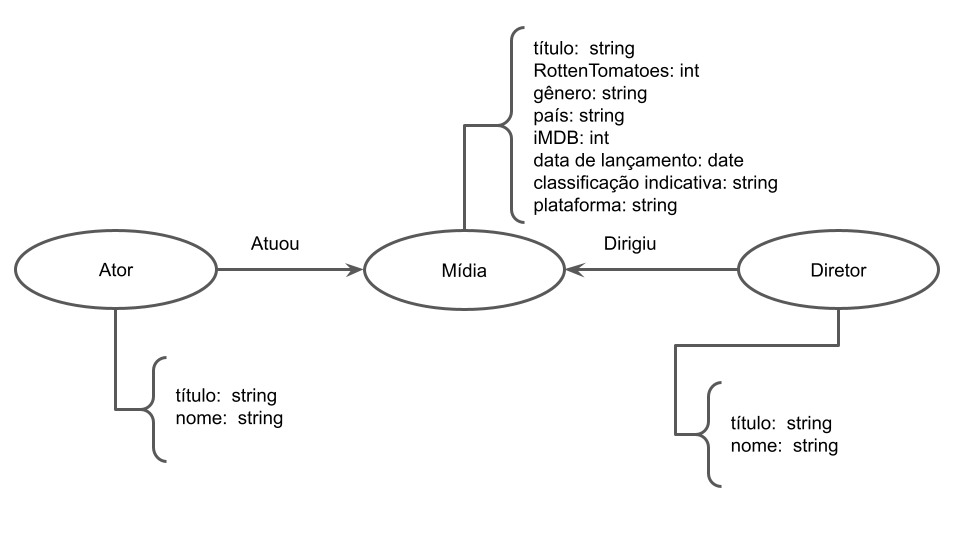 título:  string
RottenTomatoes: int
gênero: string
país: string
iMDB: int
data de lançamento: date
classificação indicativa: string
plataforma: string
Atuou
Dirigiu
Ator
Mídia
Diretor
título:  string
nome:  string
título:  string
nome:  string